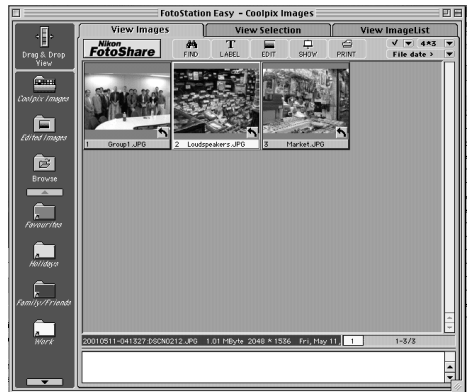 FotoStation Easy - Coolpix Images
View Images
View Selection
View ImageList
Drag & Drop
View
Nikon
FotoShare
FIND
LABEL
EDIT
SHOW
PRINT
4*3
File date >
Coolpix Images
Edited Images
Browse
Favourites
Holidays
Family/Friends
Work
1 Group1.JPG
2 Loudspeakers.JPG
3 Market.JPG
20010511-041327:DSCN0212.JPG 1.01 MByte 2048 * 1536 Fri, May 11,
1
1-3/3